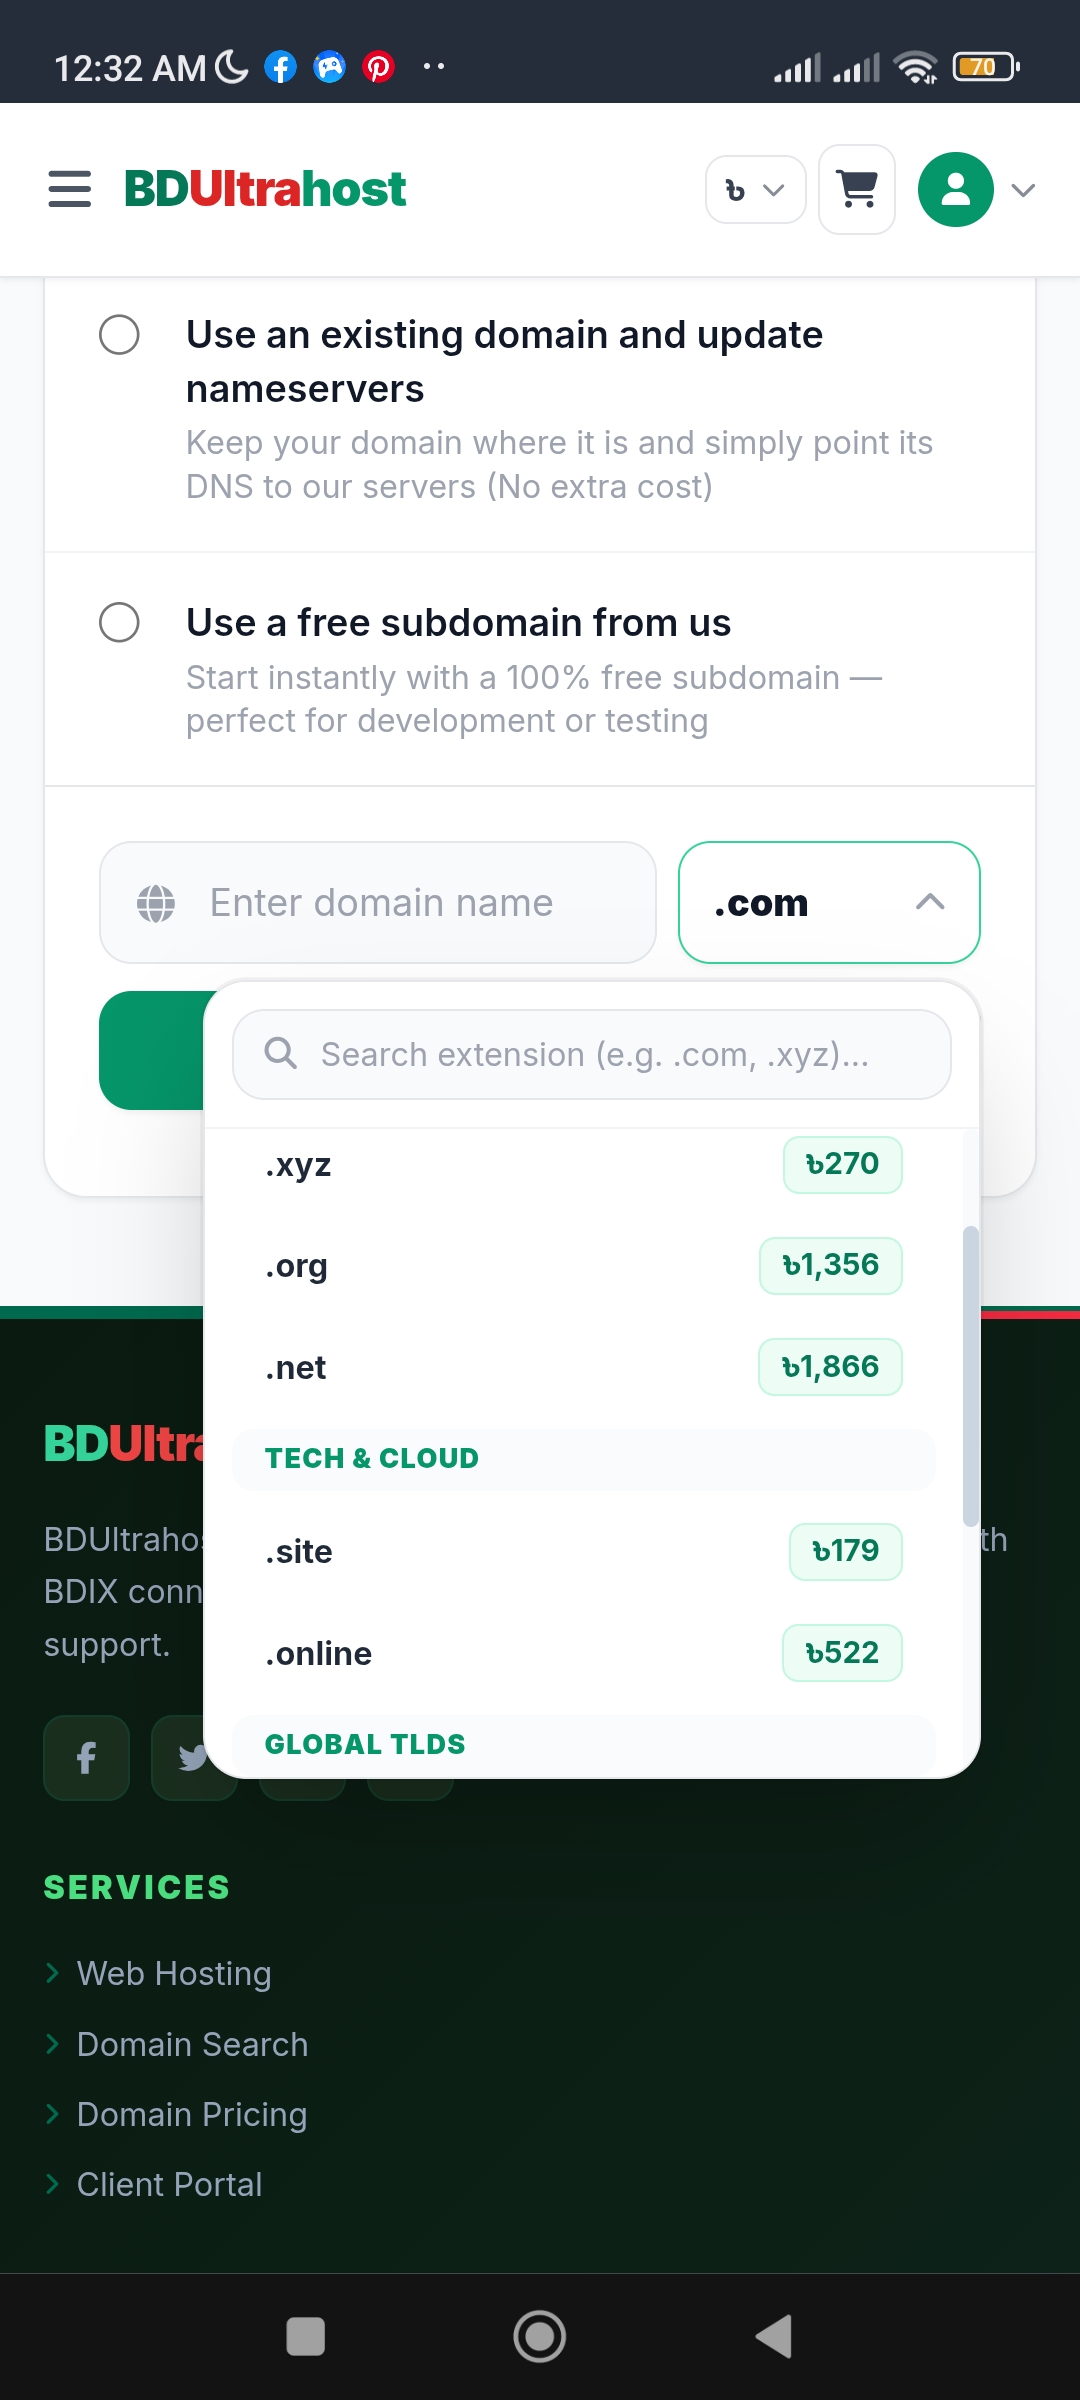 12:32 AM
70
BDUltrahost
৳
Use an existing domain and update
nameservers
Keep your domain where it is and simply point its
DNS to our servers (No extra cost)
Use a free subdomain from us
Start instantly with a 100% free subdomain —
perfect for development or testing
Enter domain name
.com
Search extension (e.g. .com, .xyz)...
.xyz ৳270
.org ৳1,356
.net ৳1,866
TECH & CLOUD
.site ৳179
.online ৳522
GLOBAL TLDS
BDUltra
BDUltrahos th
BDIX conn
support.
SERVICES
Web Hosting
Domain Search
Domain Pricing
Client Portal